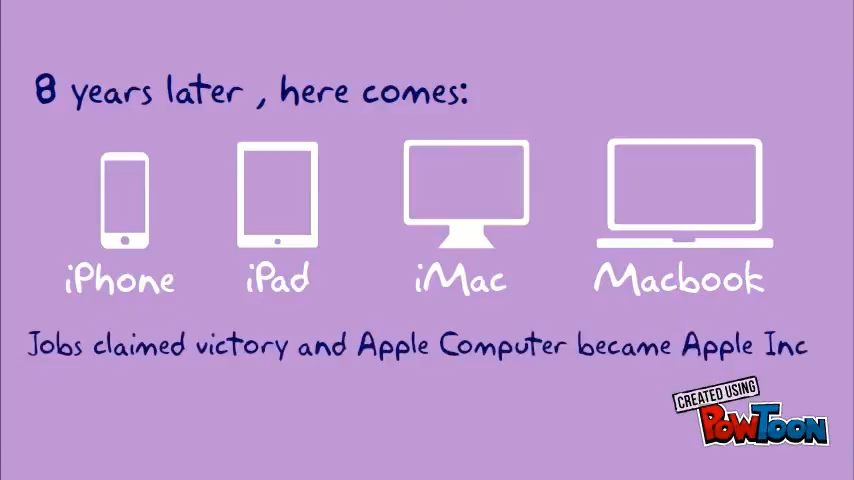 8 years later , here comes:
iPhone iPad iMac Macbook
Jobs claimed victory and Apple Computer became Apple Inc
CREATED USING
POWTOON